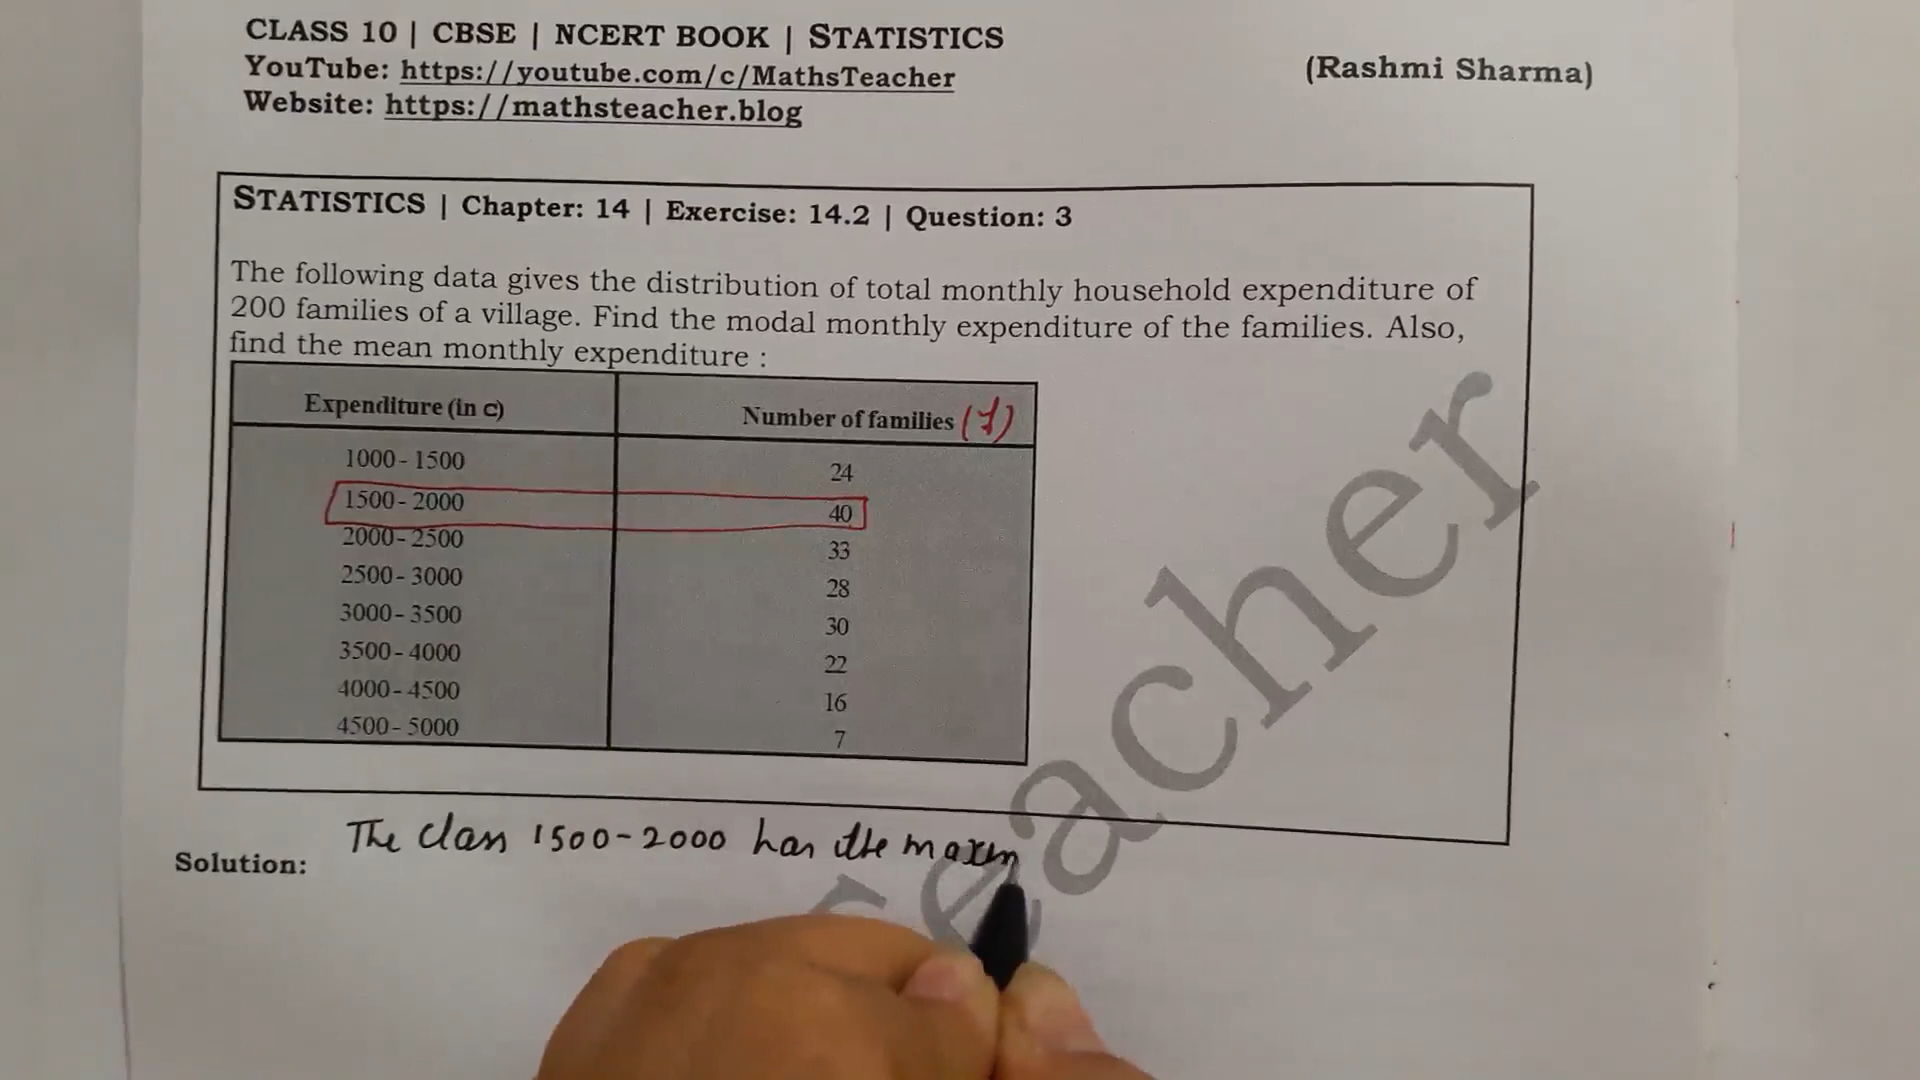 CLASS 10 | CBSE | NCERT BOOK | STATISTICS
YouTube: https://youtube.com/c/MathsTeacher
(Rashmi Sharma)
Website: https://mathsteacher.blog
STATISTICS | Chapter: 14 | Exercise: 14.2 | Question: 3
The following data gives the distribution of total monthly household expenditure of
200 families of a village. Find the modal monthly expenditure of the families. Also,
find the mean monthly expenditure :
Expenditure (in c) Number of families (f)
1000 - 1500 24
1500 - 2000 40
2000 - 2500 33
2500 - 3000 28
3000 - 3500 30
3500 - 4000 22
4000 - 4500 16
4500 - 5000 7
Solution: The class 1500-2000 has the maxim
eacher